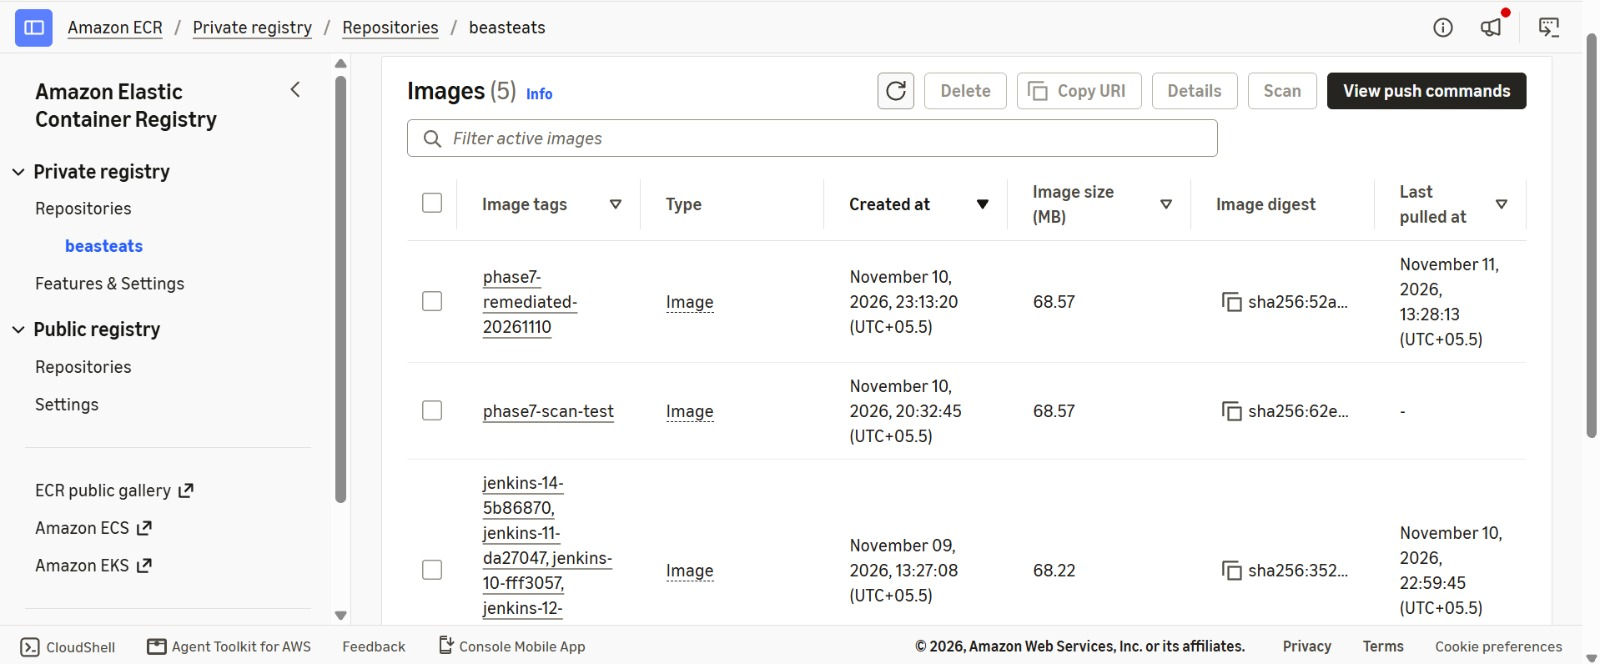 Amazon ECR / Private registry / Repositories / beasteats
Amazon Elastic
Container Registry
Private registry
Repositories
beasteats
Features & Settings
Public registry
Repositories
Settings
ECR public gallery
Amazon ECS
Amazon EKS
Images (5) Info
Delete
Copy URI
Details
Scan
View push commands
Filter active images
Image tags
Type
Created at
Image size
(MB)
Image digest
Last
pulled at
phase7-
remediated-
20261110
Image
November 10,
2026, 23:13:20
(UTC+05.5)
68.57
sha256:52a...
November 11,
2026,
13:28:13
(UTC+05.5)
phase7-scan-test
Image
November 10,
2026, 20:32:45
(UTC+05.5)
68.57
sha256:62e...
-
jenkins-14-
5b86870,
jenkins-11-
da27047, jenkins-
10-fff3057,
jenkins-12-
Image
November 09,
2026, 13:27:08
(UTC+05.5)
68.22
sha256:352...
November 10,
2026,
22:59:45
(UTC+05.5)
CloudShell
Agent Toolkit for AWS
Feedback
Console Mobile App
© 2026, Amazon Web Services, Inc. or its affiliates.
Privacy
Terms
Cookie preferences